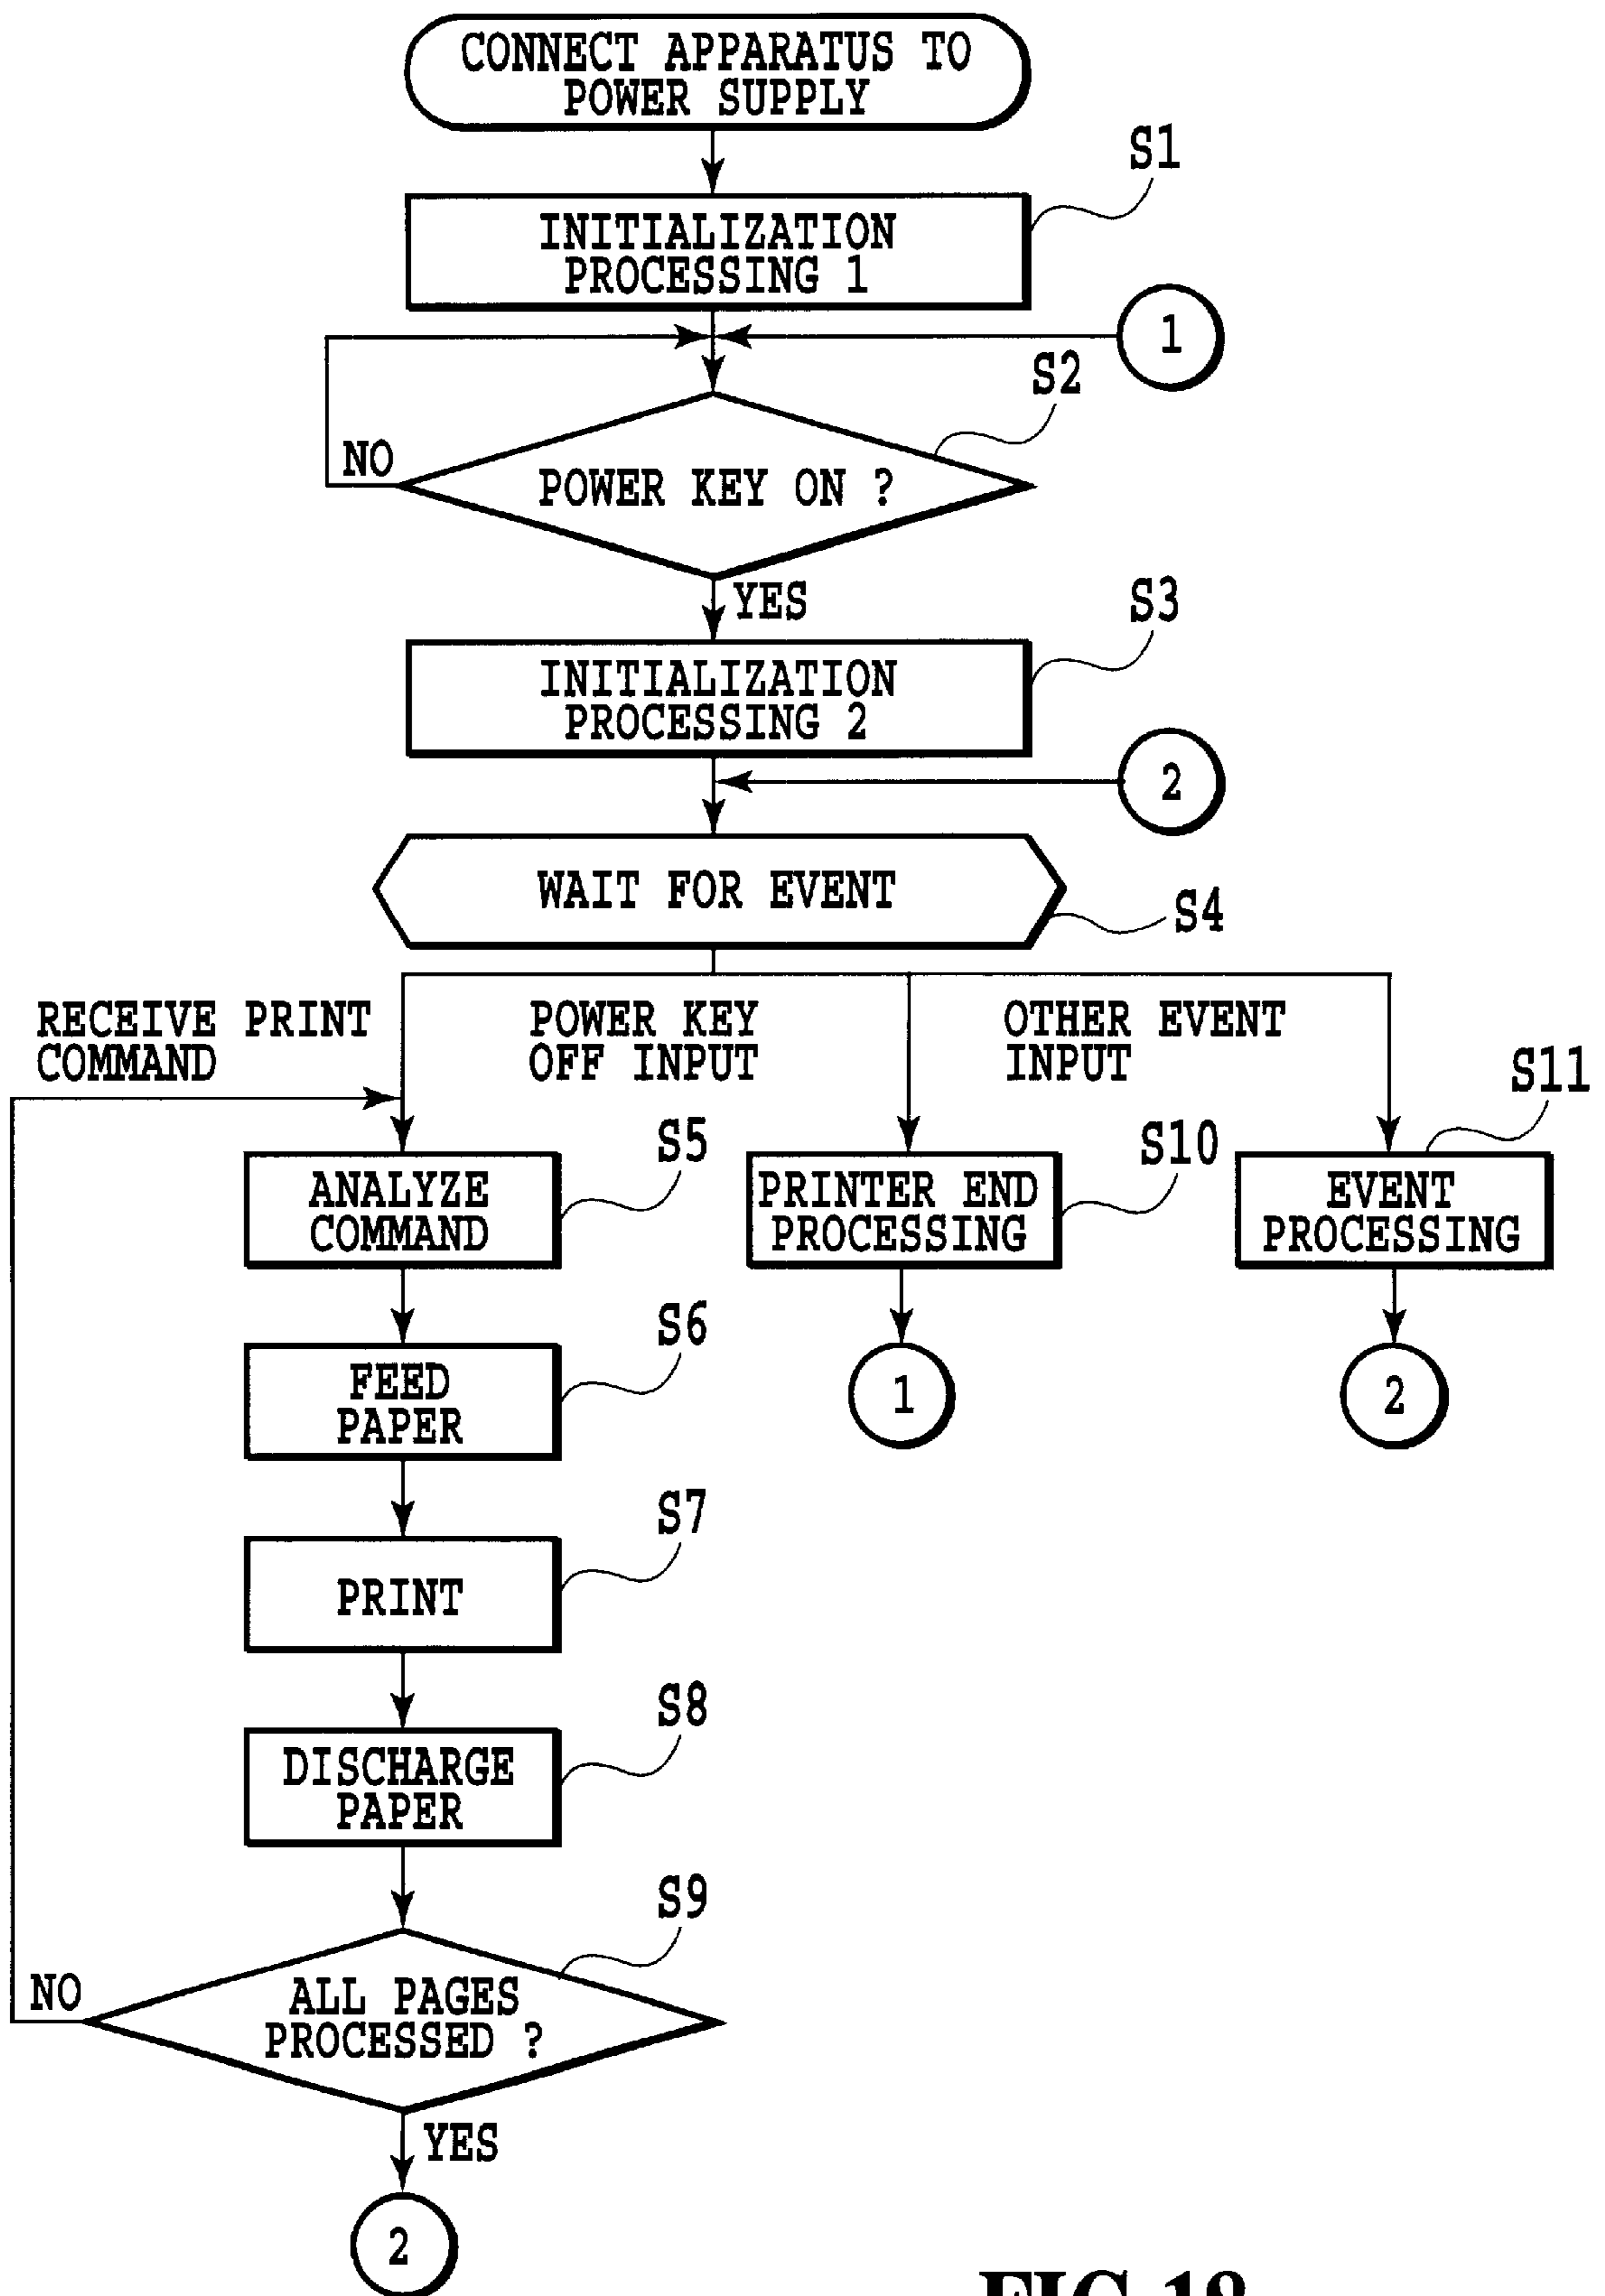 CONNECT APPARATUS TO
POWER SUPPLY
S1
INITIALIZATION
PROCESSING 1
1
S2
NO
POWER KEY ON ?
YES
S3
INITIALIZATION
PROCESSING 2
2
WAIT FOR EVENT
S4
RECEIVE PRINT
COMMAND
POWER KEY
OFF INPUT
OTHER EVENT
INPUT
S5
ANALYZE
COMMAND
S10
PRINTER END
PROCESSING
S11
EVENT
PROCESSING
S6
FEED
PAPER
1
2
S7
PRINT
S8
DISCHARGE
PAPER
S9
NO
ALL PAGES
PROCESSED ?
YES
2
FIG.18